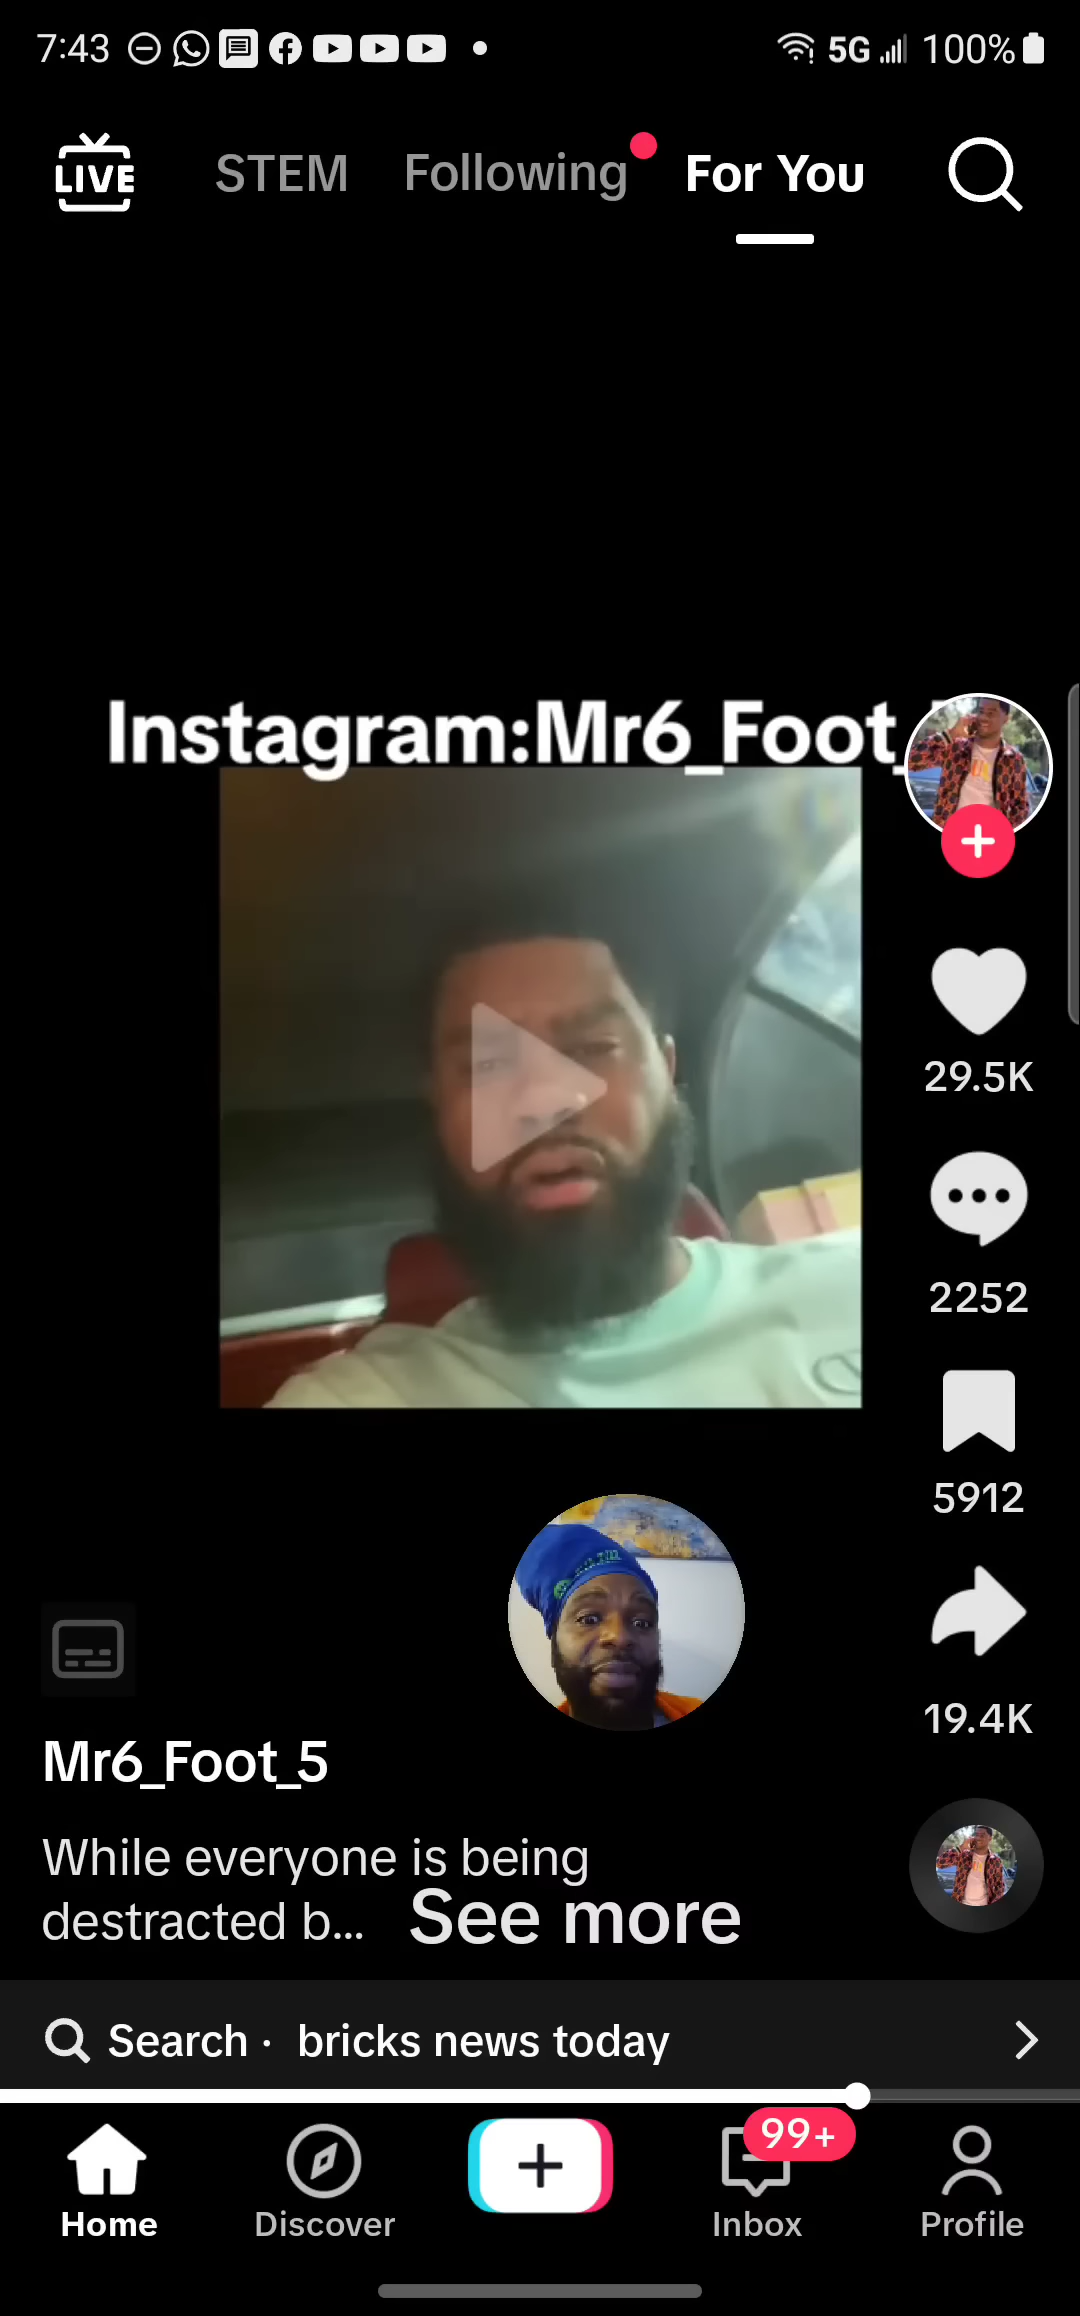 7:43
5G
100%
LIVE
STEM
Following
For You
Instagram:Mr6_Foot_
29.5K
2252
5912
19.4K
Mr6_Foot_5
While everyone is being
destracted b... See more
Search · bricks news today
99+
Home
Discover
Inbox
Profile